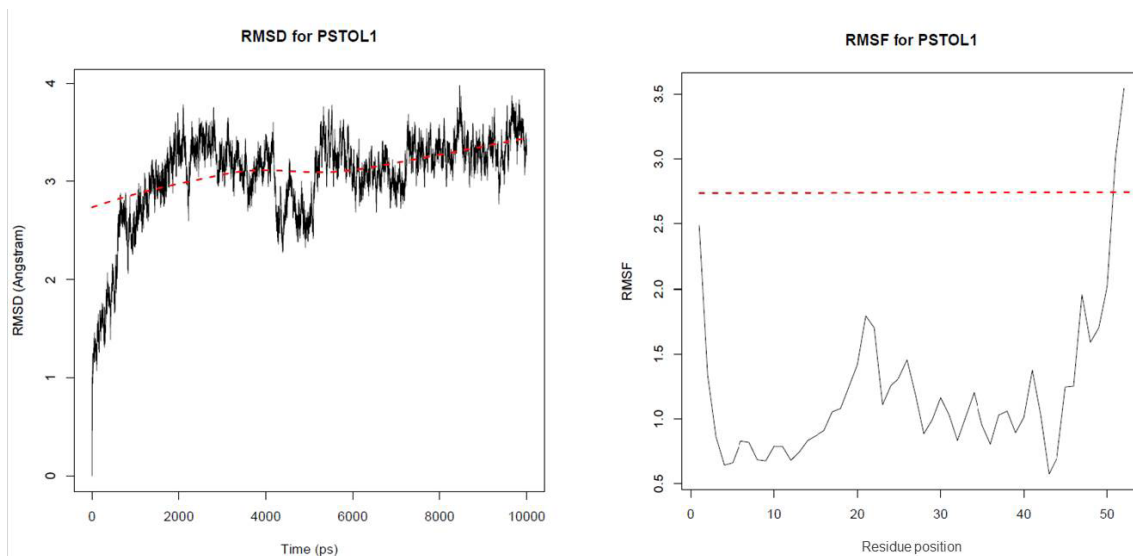 RMSD for PSTOL1
RMSD (Angstram)
4
3
2
1
0
0 2000 4000 6000 8000 10000
Time (ps)
RMSF for PSTOL1
RMSF
3.5
3.0
2.5
2.0
1.5
1.0
0.5
0 10 20 30 40 50
Residue position